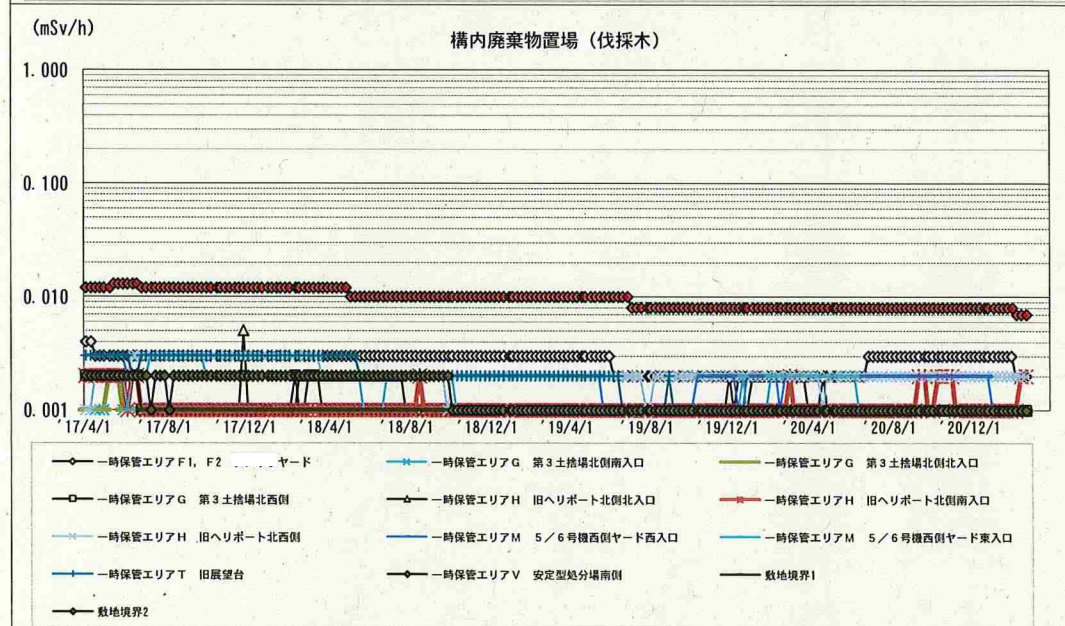 (mSv/h)
構内廃棄物置場（伐採木）
1.000
0.100
0.010
0.001
'17/4/1 '17/8/1 '17/12/1 '18/4/1 '18/8/1 '18/12/1 '19/4/1 '19/8/1 '19/12/1 '20/4/1 '20/8/1 '20/12/1
一時保管エリアF1，F2 ヤード 一時保管エリアG 第３土捨場北側南入口 一時保管エリアG 第３土捨場北側北入口
一時保管エリアG 第３土捨場北西側 一時保管エリアH 旧ヘリポート北側北入口 一時保管エリアH 旧ヘリポート北側南入口
一時保管エリアH 旧ヘリポート北西側 一時保管エリアM ５／６号機西側ヤード西入口 一時保管エリアM ５／６号機西側ヤード東入口
一時保管エリアT 旧展望台 一時保管エリアV 安定型処分場南側 敷地境界1
敷地境界2